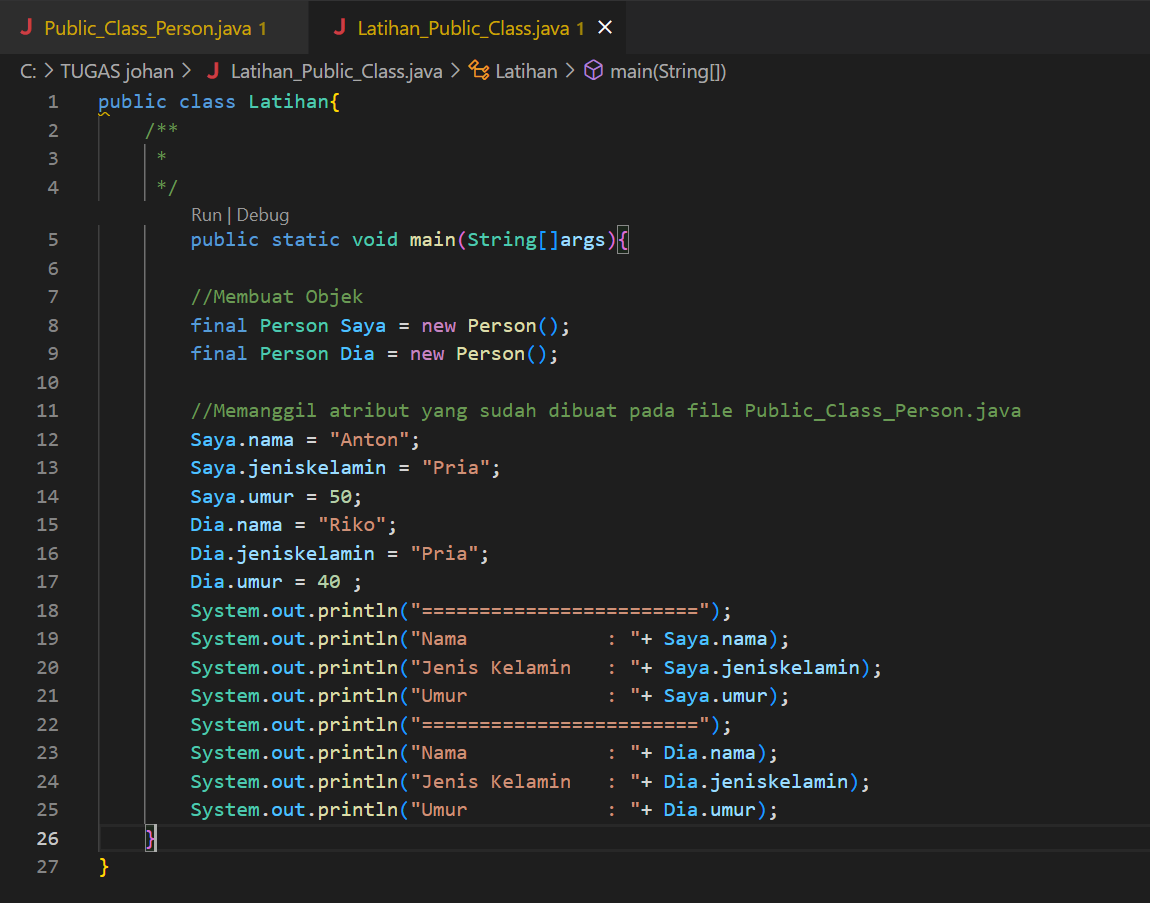 Public_Class_Person.java 1 Latihan_Public_Class.java 1
C: > TUGAS johan > Latihan_Public_Class.java > Latihan > main(String[])
1 public class Latihan{
2 /**
3 *
4 */
Run | Debug
5 public static void main(String[]args){
6
7 //Membuat Objek
8 final Person Saya = new Person();
9 final Person Dia = new Person();
10
11 //Memanggil atribut yang sudah dibuat pada file Public_Class_Person.java
12 Saya.nama = "Anton";
13 Saya.jeniskelamin = "Pria";
14 Saya.umur = 50;
15 Dia.nama = "Riko";
16 Dia.jeniskelamin = "Pria";
17 Dia.umur = 40 ;
18 System.out.println("========================");
19 System.out.println("Nama            : "+ Saya.nama);
20 System.out.println("Jenis Kelamin   : "+ Saya.jeniskelamin);
21 System.out.println("Umur            : "+ Saya.umur);
22 System.out.println("========================");
23 System.out.println("Nama            : "+ Dia.nama);
24 System.out.println("Jenis Kelamin   : "+ Dia.jeniskelamin);
25 System.out.println("Umur            : "+ Dia.umur);
26 }
27 }